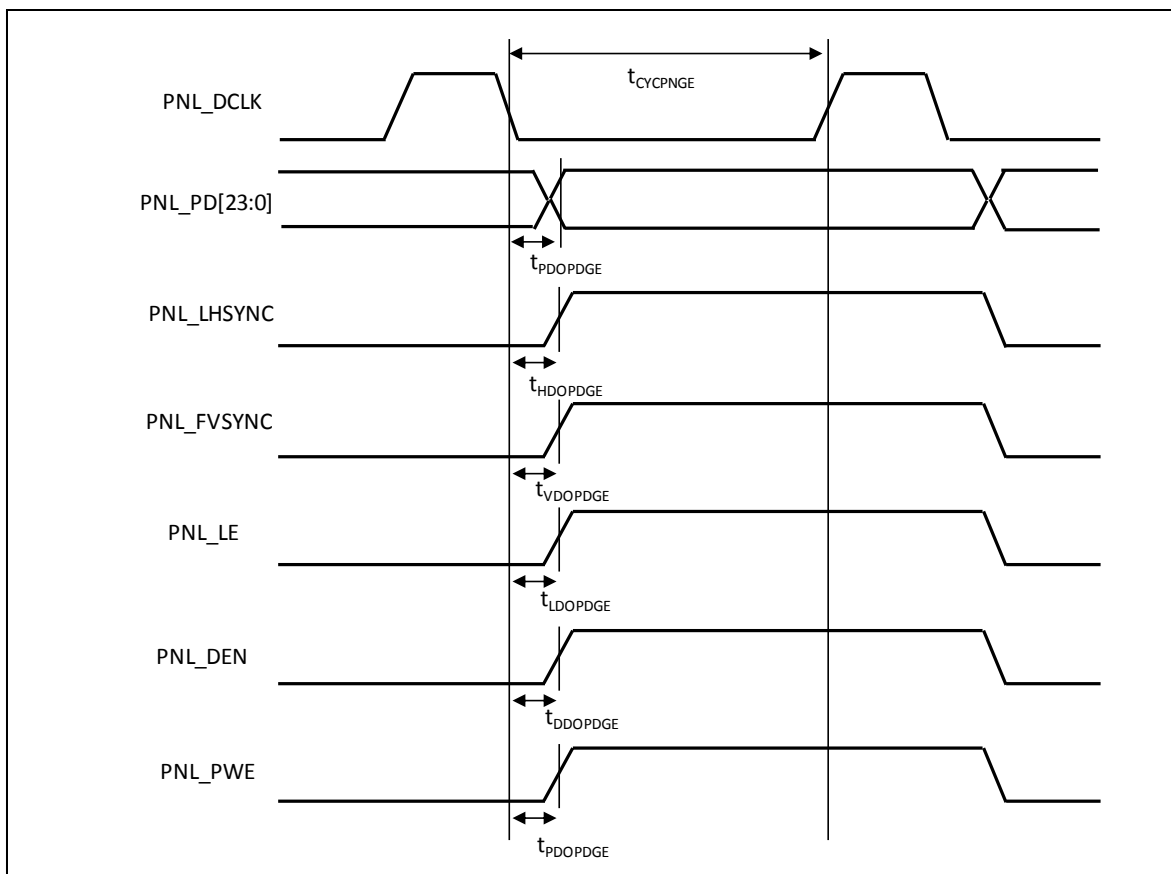 tCYCPNGE
PNL_DCLK
PNL_PD[23:0]
tPDOPDGE
PNL_LHSYNC
tHDOPDGE
PNL_FVSYNC
tVDOPDGE
PNL_LE
tLDOPDGE
PNL_DEN
tDDOPDGE
PNL_PWE
tPDOPDGE